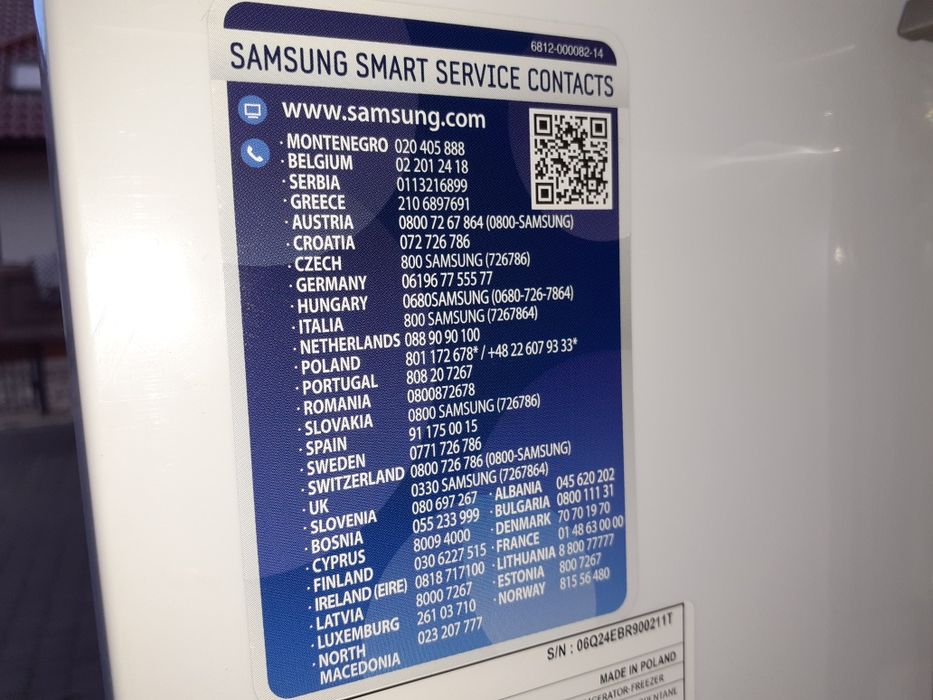 6812-000082-14
SAMSUNG SMART SERVICE CONTACTS
www.samsung.com
· MONTENEGRO 020 405 888
· BELGIUM 02 201 24 18
· SERBIA 0113216899
· GREECE 210 6897691
· AUSTRIA 0800 72 67 864 (0800-SAMSUNG)
· CROATIA 072 726 786
· CZECH 800 SAMSUNG (726786)
· GERMANY 06196 77 555 77
· HUNGARY 0680SAMSUNG (0680-726-7864)
· ITALIA 800 SAMSUNG (7267864)
· NETHERLANDS 088 90 90 100
· POLAND 801 172 678* / +48 22 607 93 33*
· PORTUGAL 808 20 7267
· ROMANIA 0800872678
· SLOVAKIA 0800 SAMSUNG (726786)
· SPAIN 91 175 00 15
· SWEDEN 0771 726 786
· SWITZERLAND 0800 726 786 (0800-SAMSUNG)
· UK 0330 SAMSUNG (7267864)
· SLOVENIA 080 697 267 · ALBANIA 045 620 202
· BOSNIA 055 233 999 · BULGARIA 0800 111 31
· CYPRUS 8009 4000 · DENMARK 70 70 19 70
· FINLAND 030 6227 515 · FRANCE 01 48 63 00 00
· IRELAND (EIRE) 0818 717100 · LITHUANIA 8 800 77777
· LATVIA 8000 7267 · ESTONIA 800 7267
· LUXEMBURG 261 03 710 · NORWAY 815 56 480
· NORTH 023 207 777
MACEDONIA
S/N : 06Q24EBR900211T
MADE IN POLAND
GERATOR-FREEZER